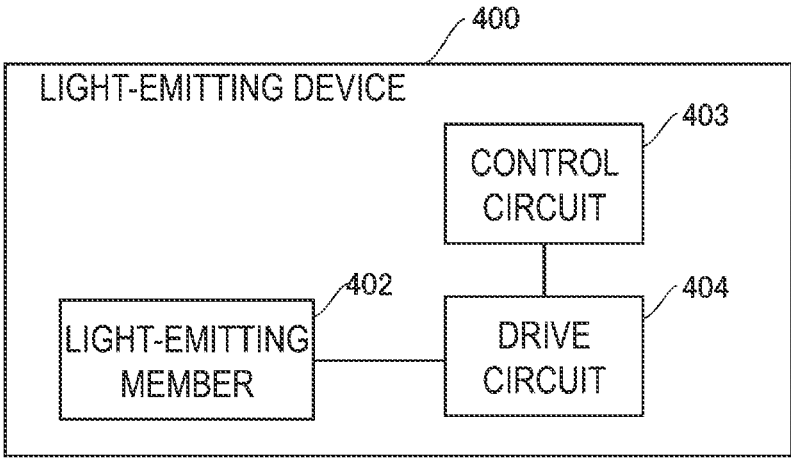 400
LIGHT-EMITTING DEVICE
403
CONTROL
CIRCUIT
402
LIGHT-EMITTING
MEMBER
404
DRIVE
CIRCUIT